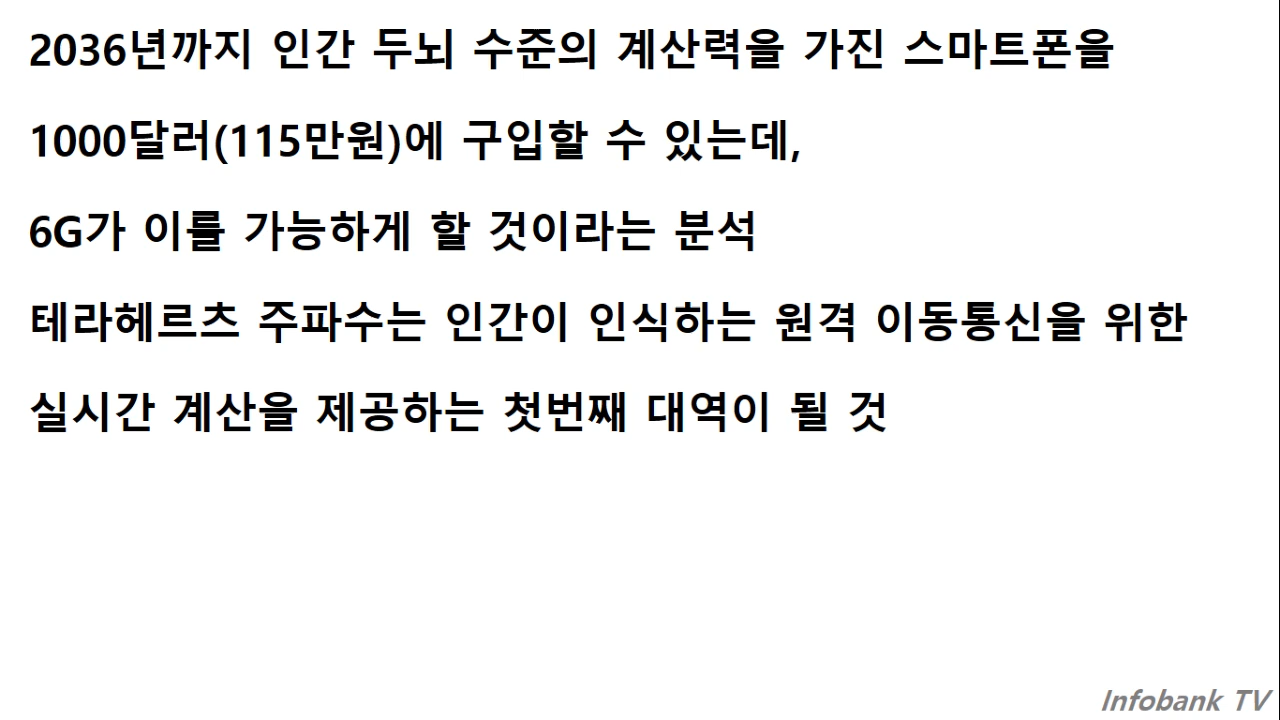 2036년까지 인간 두뇌 수준의 계산력을 가진 스마트폰을
1000달러(115만원)에 구입할 수 있는데,
6G가 이를 가능하게 할 것이라는 분석
테라헤르츠 주파수는 인간이 인식하는 원격 이동통신을 위한
실시간 계산을 제공하는 첫번째 대역이 될 것
Infobank TV